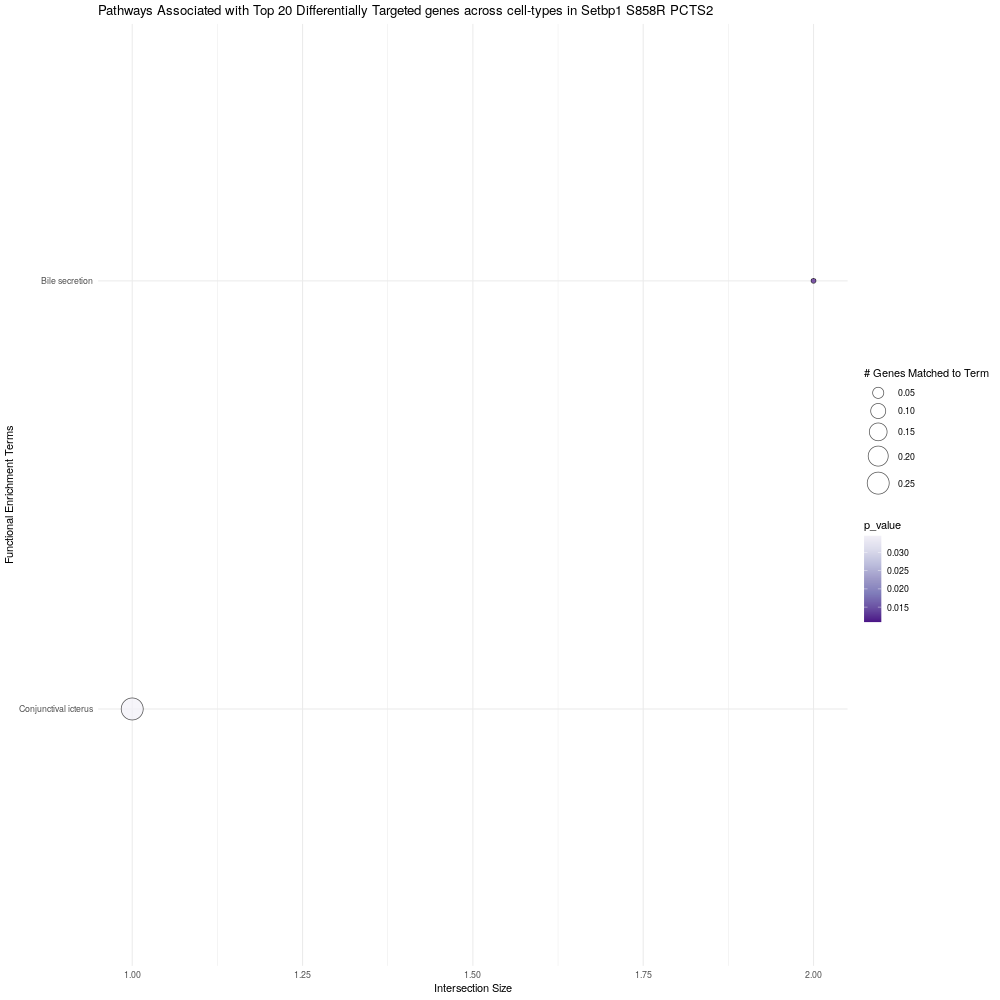 Pathways Associated with Top 20 Differentially Targeted genes across cell-types in Setbp1 S858R PCTS2
Functional Enrichment Terms
Bile secretion
Conjunctival icterus
1.00
1.25
1.50
1.75
2.00
Intersection Size
# Genes Matched to Term
0.05
0.10
0.15
0.20
0.25
p_value
0.030
0.025
0.020
0.015